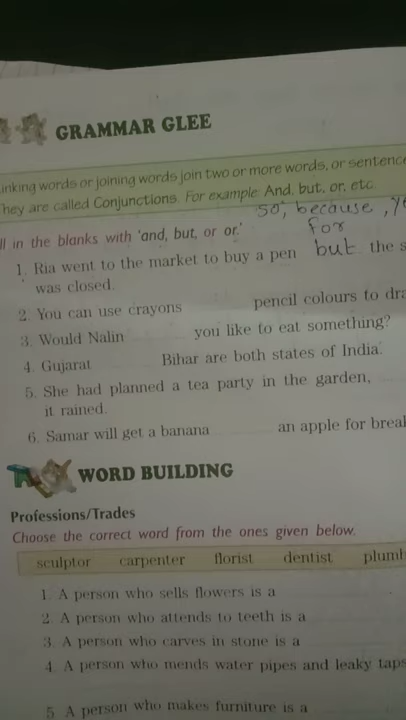 GRAMMAR GLEE
inking words or joining words join two or more words, or sentence
They are called Conjunctions. For example: And, but, or, etc.
so, because, ye
for
ll in the blanks with 'and, but, or or.'
1. Ria went to the market to buy a pen but the s
was closed.
2. You can use crayons pencil colours to dra
3. Would Nalin you like to eat something?
4. Gujarat Bihar are both states of India.
5. She had planned a tea party in the garden,
it rained.
6. Samar will get a banana an apple for break
WORD BUILDING
Professions/Trades
Choose the correct word from the ones given below.
sculptor carpenter florist dentist plumb
1. A person who sells flowers is a
2. A person who attends to teeth is a
3. A person who carves in stone is a
4. A person who mends water pipes and leaky taps
5. A person who makes furniture is a